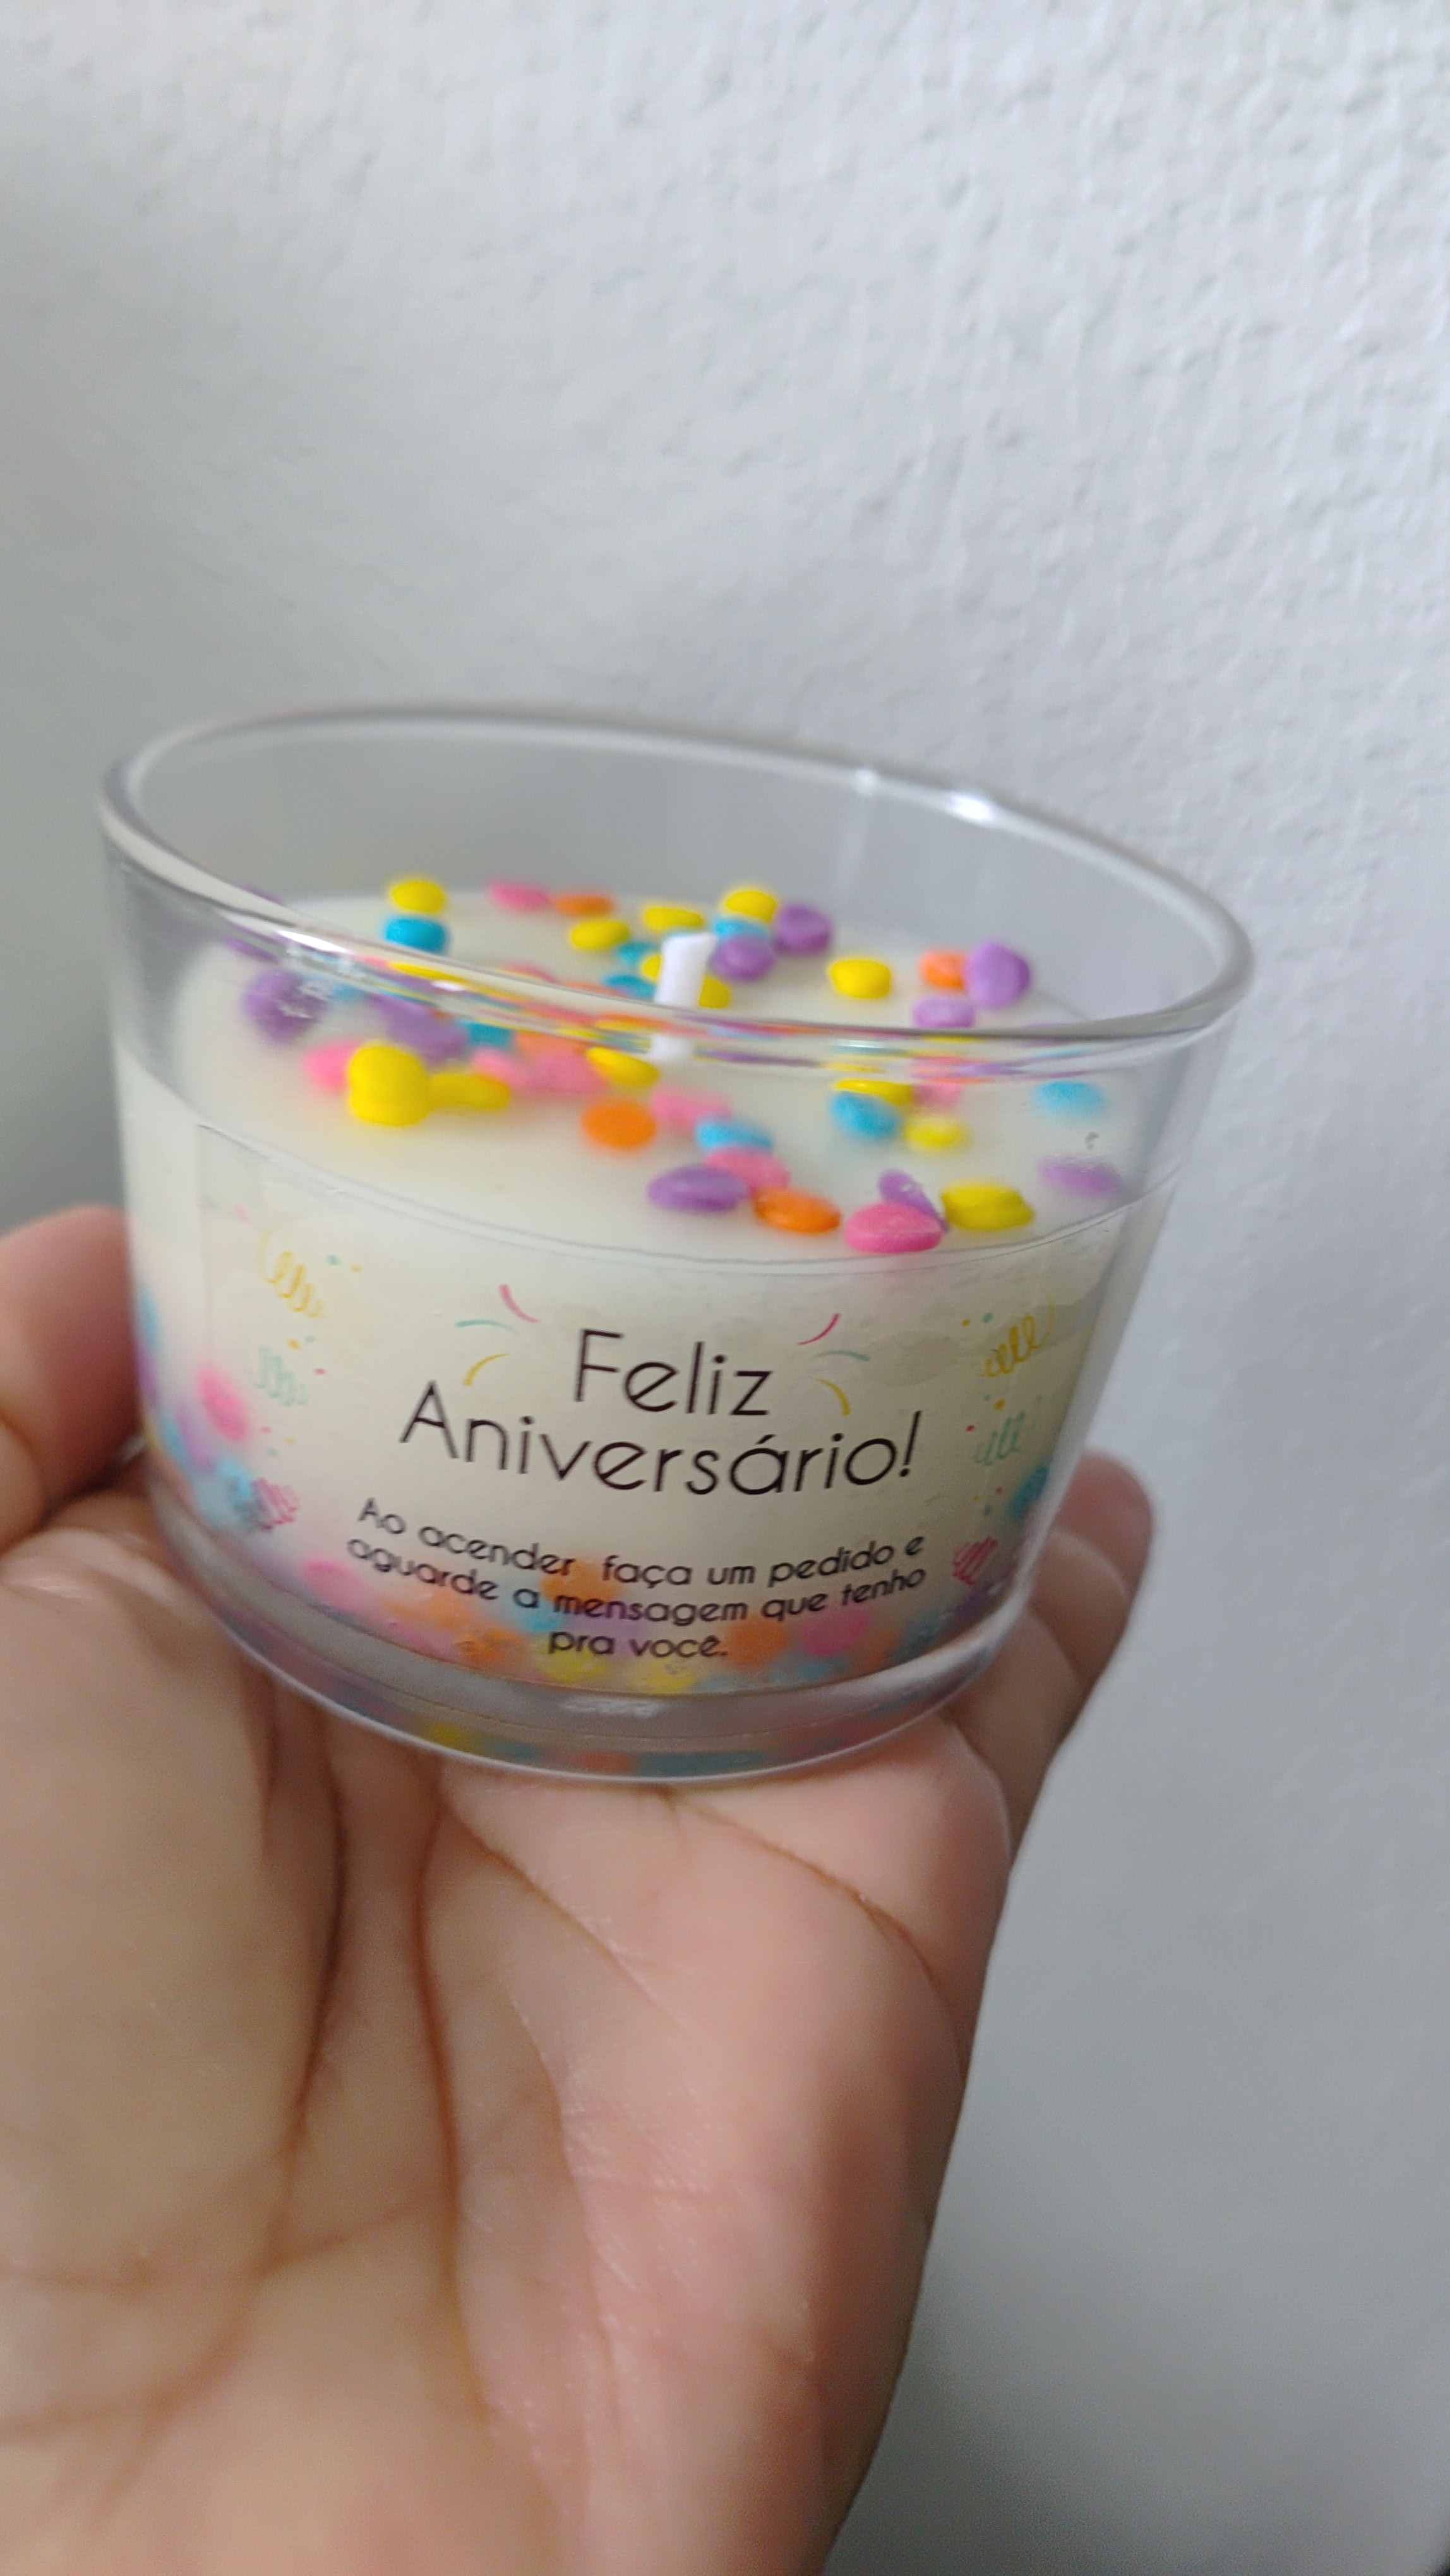 Feliz
Aniversário!
Ao acender faça um pedido e
aguarde a mensagem que tenho
pra você.